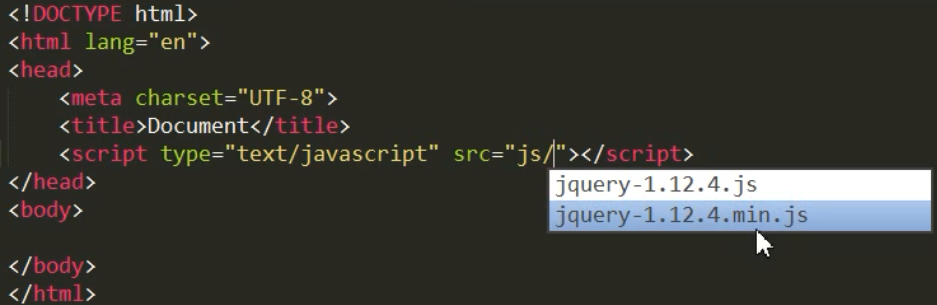 <!DOCTYPE html>
<html lang="en">
<head>
    <meta charset="UTF-8">
    <title>Document</title>
    <script type="text/javascript" src="js/"></script>
</head>
jquery-1.12.4.js
<body>
jquery-1.12.4.min.js
</body>
</html>